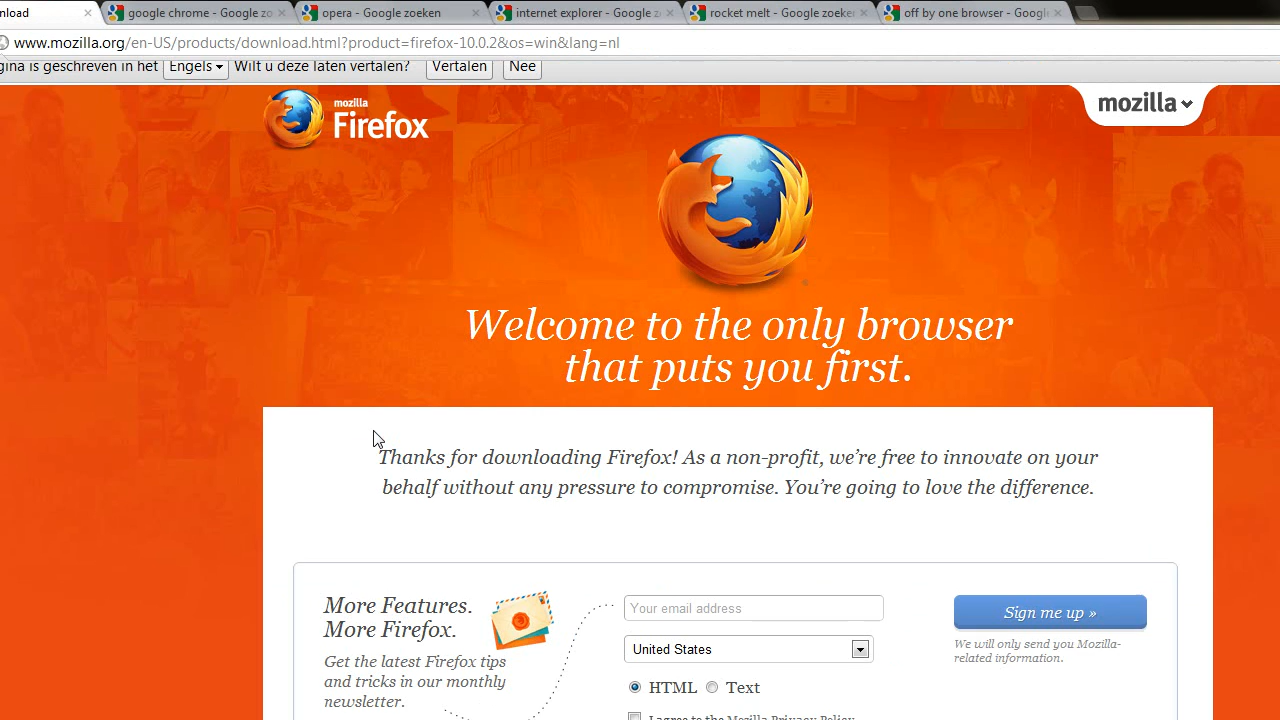 nload
google chrome - Google zo
opera - Google zoeken
internet explorer - Google z
rocket melt - Google zoeke
off by one browser - Googl
www.mozilla.org/en-US/products/download.html?product=firefox-10.0.2&os=win&lang=nl
gina is geschreven in het Engels Wilt u deze laten vertalen? Vertalen Nee
mozilla
Firefox
mozilla
Welcome to the only browser
that puts you first.
Thanks for downloading Firefox! As a non-profit, we're free to innovate on your
behalf without any pressure to compromise. You're going to love the difference.
More Features.
More Firefox.
Get the latest Firefox tips
and tricks in our monthly
newsletter.
Your email address
United States
HTML Text
I agree to the Mozilla Privacy Policy
Sign me up »
We will only send you Mozilla-
related information.